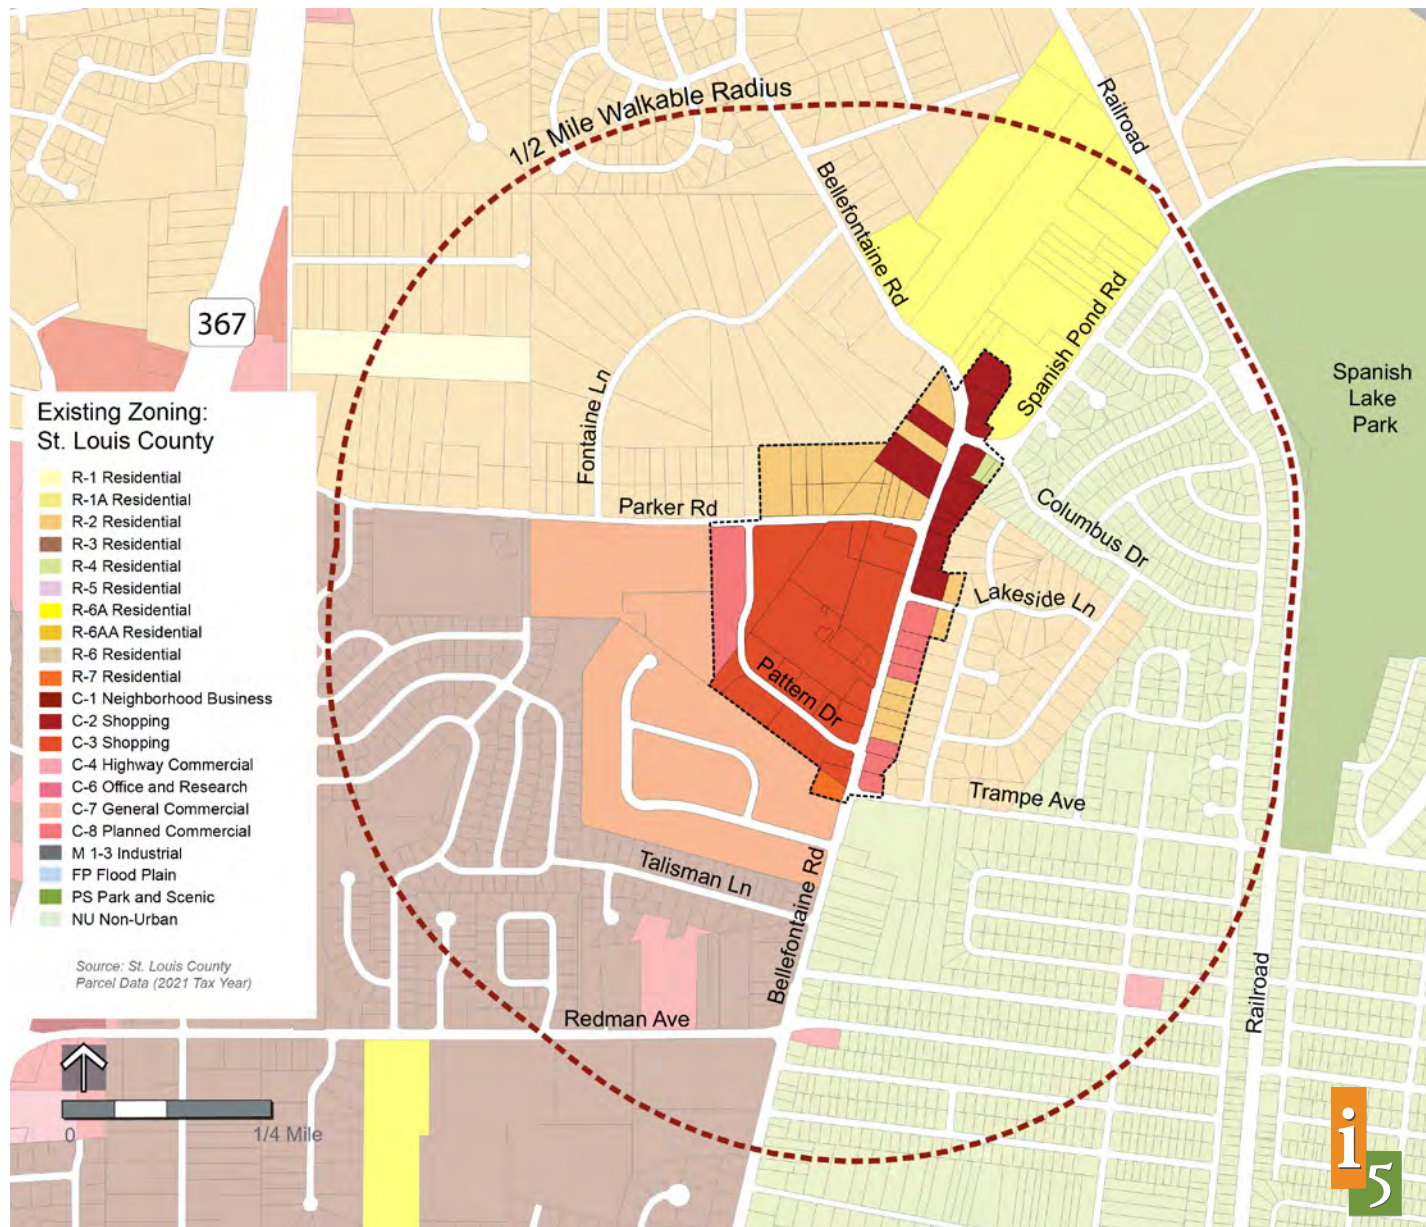 1/2 Mile Walkable Radius
Railroad
Bellefontaine Rd
367
Spanish Pond Rd
Spanish
Lake
Park
Fontaine Ln
Parker Rd
Columbus Dr
Lakeside Ln
Pattern Dr
Trampe Ave
Talisman Ln
Bellefontaine Rd
Redman Ave
Railroad
Existing Zoning:
St. Louis County
R-1 Residential
R-1A Residential
R-2 Residential
R-3 Residential
R-4 Residential
R-5 Residential
R-6A Residential
R-6AA Residential
R-6 Residential
R-7 Residential
C-1 Neighborhood Business
C-2 Shopping
C-3 Shopping
C-4 Highway Commercial
C-6 Office and Research
C-7 General Commercial
C-8 Planned Commercial
M 1-3 Industrial
FP Flood Plain
PS Park and Scenic
NU Non-Urban
Source: St. Louis County
Parcel Data (2021 Tax Year)
0 1/4 Mile
i5